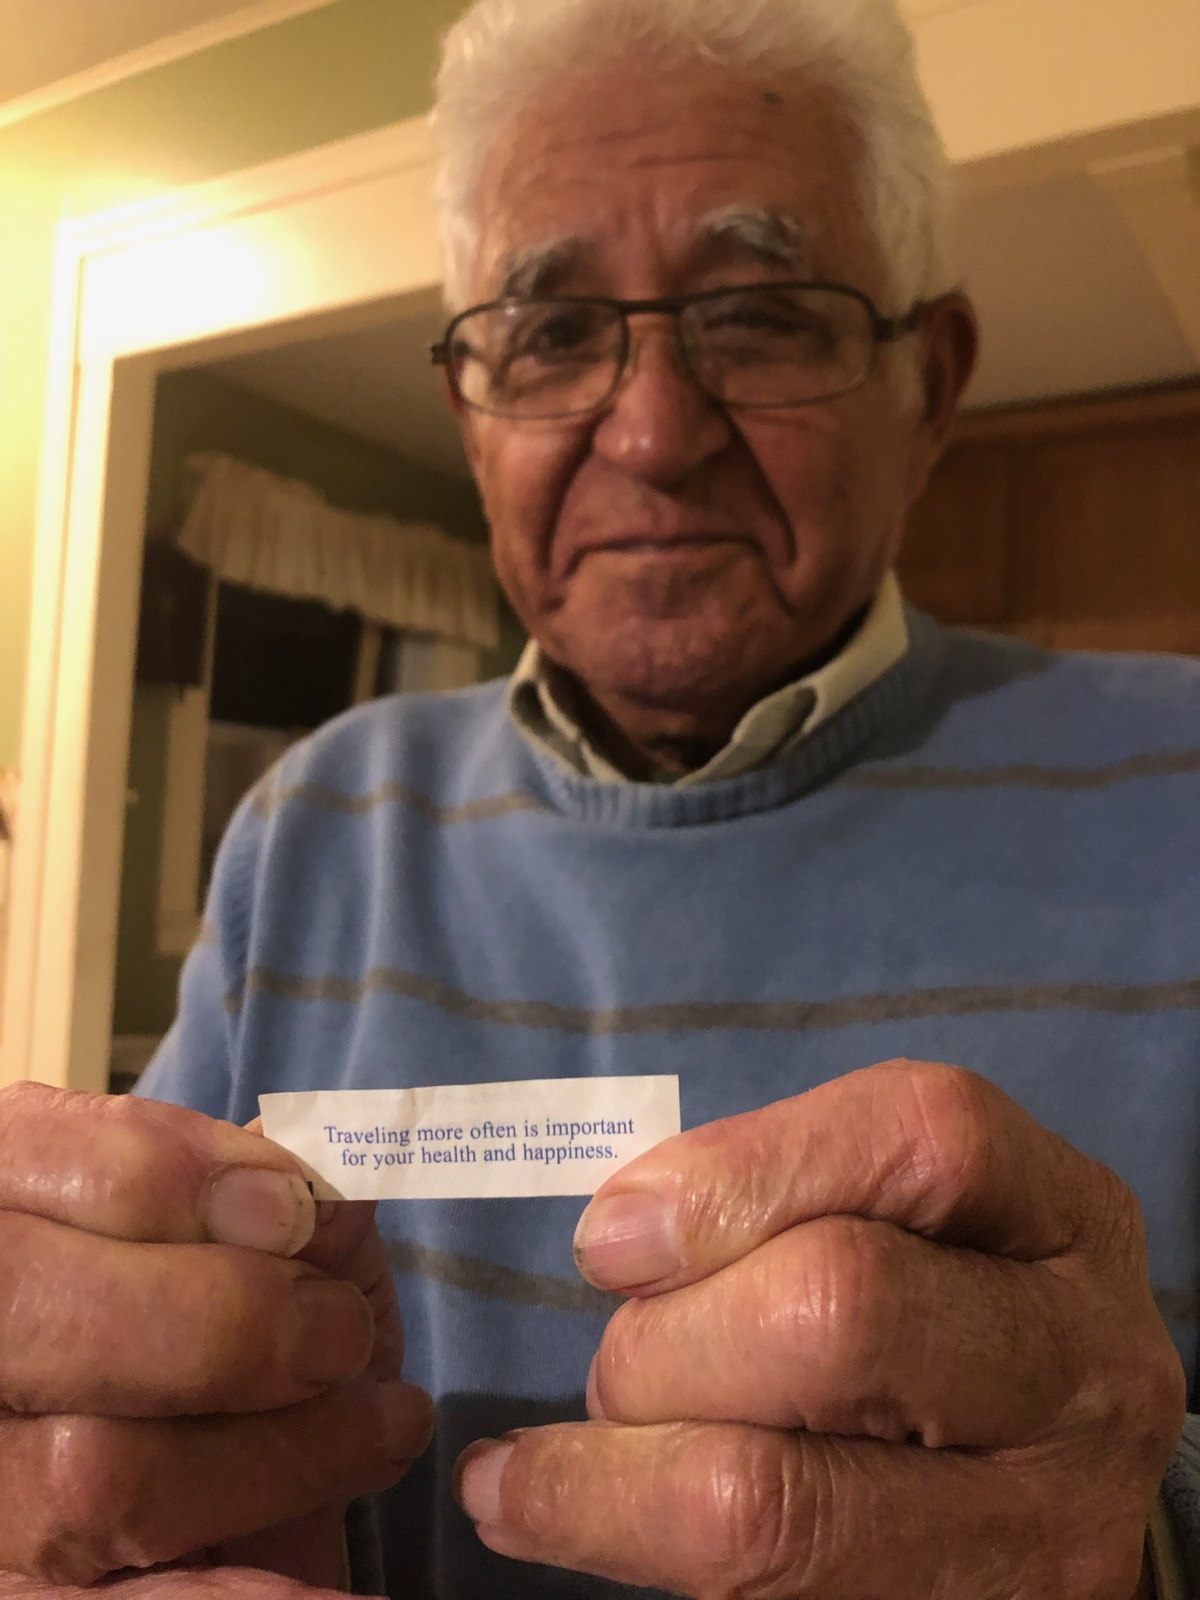 Traveling more often is important
for your health and happiness.